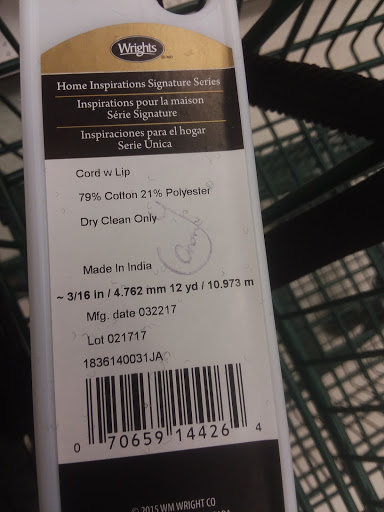 Wrights
Home Inspirations Signature Series
Inspirations pour la maison
Série Signature
Inspiraciones para el hogar
Serie Única
Cord w Lip
79% Cotton 21% Polyester
Dry Clean Only
Made In India
~ 3/16 in / 4.762 mm 12 yd / 10.973 m
Mfg. date 032217
Lot 021717
1836140031JA
0 70659 14426 4
© 2015 WM WRIGHT CO